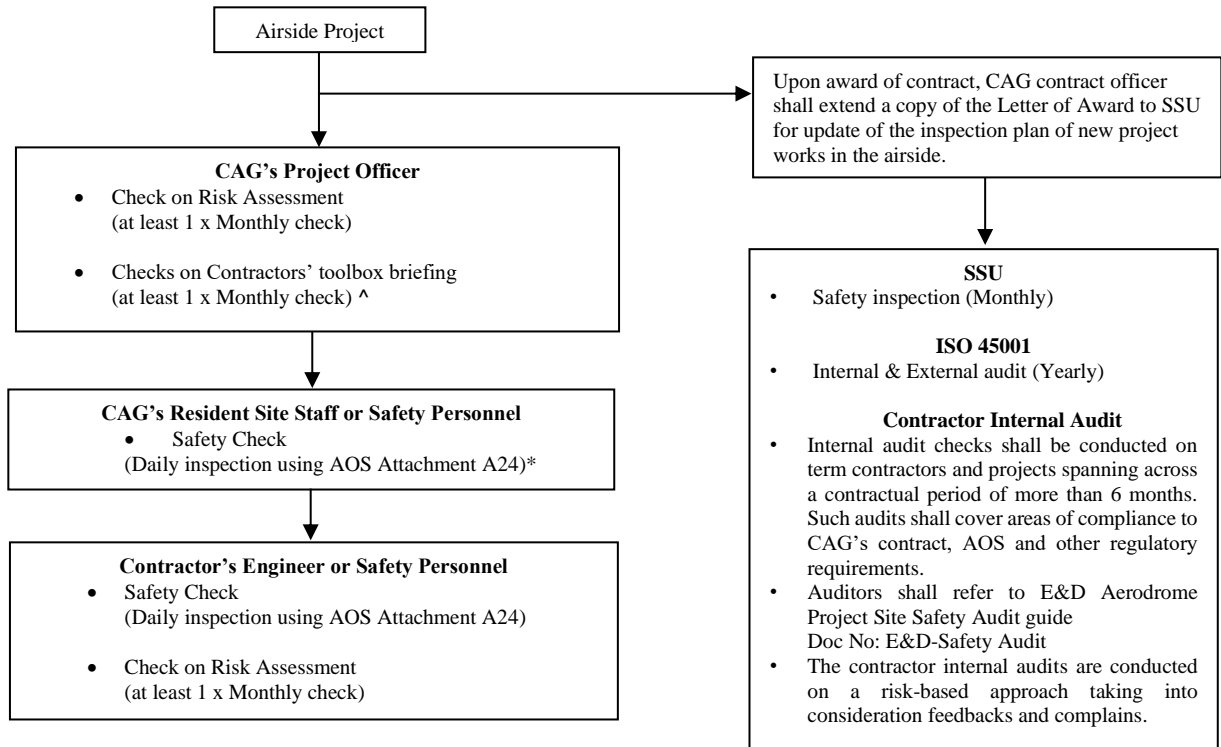 Airside Project
Upon award of contract, CAG contract officer
shall extend a copy of the Letter of Award to SSU
for update of the inspection plan of new project
works in the airside.
CAG's Project Officer
• Check on Risk Assessment
(at least 1 x Monthly check)
• Checks on Contractors' toolbox briefing
(at least 1 x Monthly check) ^
CAG's Resident Site Staff or Safety Personnel
• Safety Check
(Daily inspection using AOS Attachment A24)*
Contractor's Engineer or Safety Personnel
• Safety Check
(Daily inspection using AOS Attachment A24)
• Check on Risk Assessment
(at least 1 x Monthly check)
SSU
• Safety inspection (Monthly)
ISO 45001
• Internal & External audit (Yearly)
Contractor Internal Audit
• Internal audit checks shall be conducted on
term contractors and projects spanning across
a contractual period of more than 6 months.
Such audits shall cover areas of compliance to
CAG's contract, AOS and other regulatory
requirements.
• Auditors shall refer to E&D Aerodrome
Project Site Safety Audit guide
Doc No: E&D-Safety Audit
• The contractor internal audits are conducted
on a risk-based approach taking into
consideration feedbacks and complains.